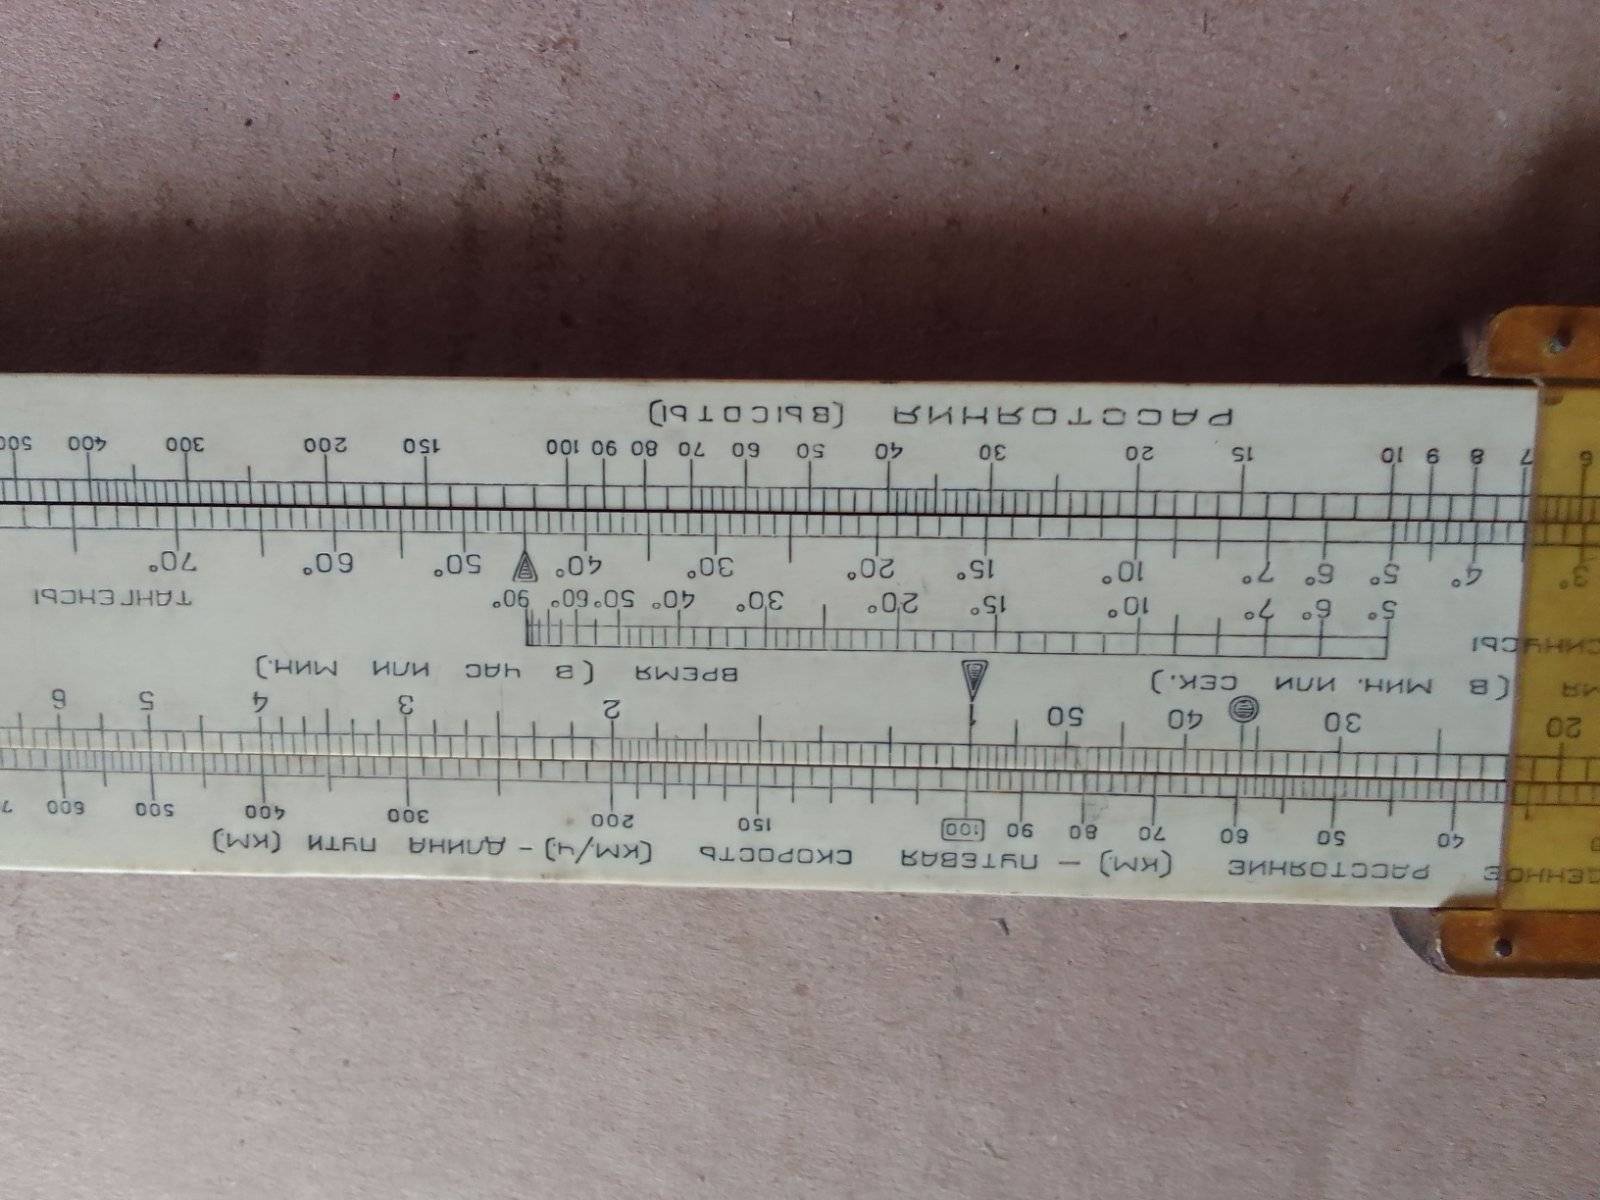 ДЕННОЕ РАССТОЯНИЕ (КМ) — ПУТЕВАЯ СКОРОСТЬ (КМ/Ч.) — ДЛИНА ПУТИ (КМ)
40 50 60 70 80 90 100 150 200 300 400 500 600
20 30 40 50 1 2 3 4 5 6
МЯ (В МИН. ИЛИ СЕК.) ВРЕМЯ (В ЧАС ИЛИ МИН.)
СИНУСЫ
5° 6° 7° 10° 15° 20° 30° 40° 50° 60° 90° ТАНГЕНСЫ
3° 4° 5° 6° 7° 10° 15° 20° 30° 40° 50° 60° 70°
6 7 8 9 10 15 20 30 40 50 60 70 80 90 100 150 200 300 400 500
РАССТОЯНИЯ (ВЫСОТЫ)